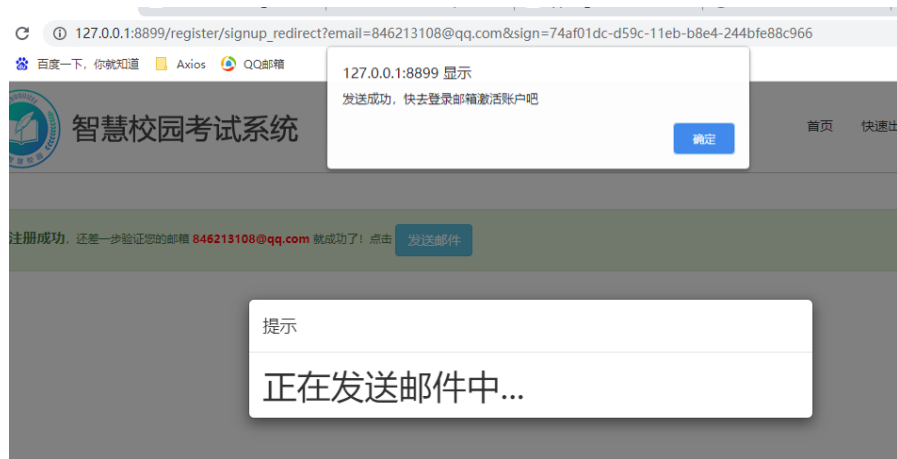 127.0.0.1:8899/register/signup_redirect?email=846213108@qq.com&sign=74af01dc-d59c-11eb-b8e4-244bfe88c966
百度一下，你就知道 Axios QQ邮箱
127.0.0.1:8899 显示
发送成功，快去登录邮箱激活账户吧
确定
智慧校园考试系统
首页 快速出
注册成功，还差一步验证您的邮箱 846213108@qq.com 就成功了！点击 发送邮件
提示
正在发送邮件中...